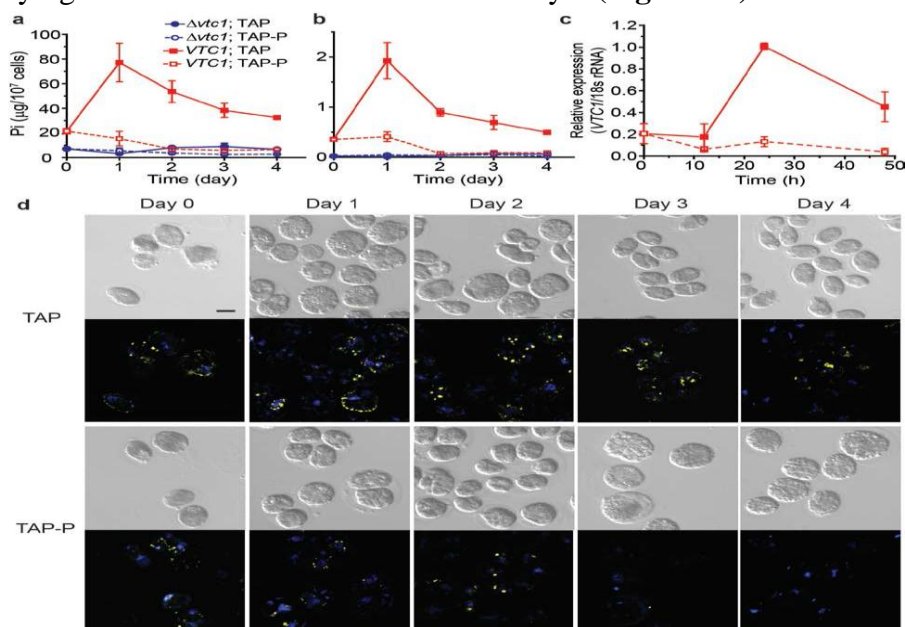 a
b
c
Δvtc1; TAP
Δvtc1; TAP-P
VTC1; TAP
VTC1; TAP-P
Pi (µg/10⁷ cells)
100
80
60
40
20
0
0 1 2 3 4
Time (day)
2
1
0
0 1 2 3 4
Time (day)
Relative expression
(VTC1/18s rRNA)
1.2
1.0
0.8
0.6
0.4
0.2
0.0
0 10 20 30 40 50
Time (h)
d
Day 0 Day 1 Day 2 Day 3 Day 4
TAP
TAP-P